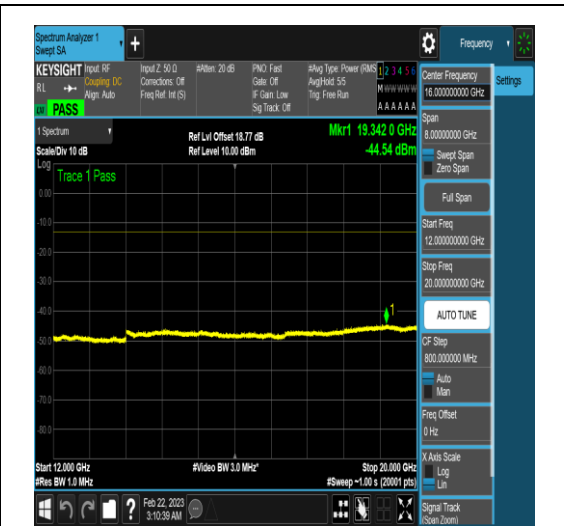 Spectrum Analyzer 1
Swept SA
+
Frequency
KEYSIGHT
Input: RF
RL
Coupling: DC
Align: Auto
PASS
Input Z: 50 Ω
Corrections: Off
Freq Ref: Int (S)
#Atten: 20 dB
PNO: Fast
Gate: Off
IF Gain: Low
Sig Track: Off
#Avg Type: Power (RMS
Avg|Hold: 5/5
Trig: Free Run
1 2 3 4 5 6
M W W W W W
A A A A A A
Center Frequency
16.000000000 GHz
Settings
Span
8.00000000 GHz
Swept Span
Zero Span
Full Span
Start Freq
12.000000000 GHz
Stop Freq
20.000000000 GHz
AUTO TUNE
CF Step
800.000000 MHz
Auto
Man
Freq Offset
0 Hz
X Axis Scale
Log
Lin
Signal Track
(Span Zoom)
1 Spectrum
Scale/Div 10 dB
Ref Lvl Offset 18.77 dB
Ref Level 10.00 dBm
Mkr1 19.342 0 GHz
-44.54 dBm
Log
Trace 1 Pass
0.00
-10.0
-20.0
-30.0
-40.0
1
-50.0
-60.0
-70.0
-80.0
Start 12.000 GHz
#Res BW 1.0 MHz
#Video BW 3.0 MHz*
Stop 20.000 GHz
#Sweep ~1.00 s (20001 pts)
?
Feb 22, 2023
3:10:39 AM